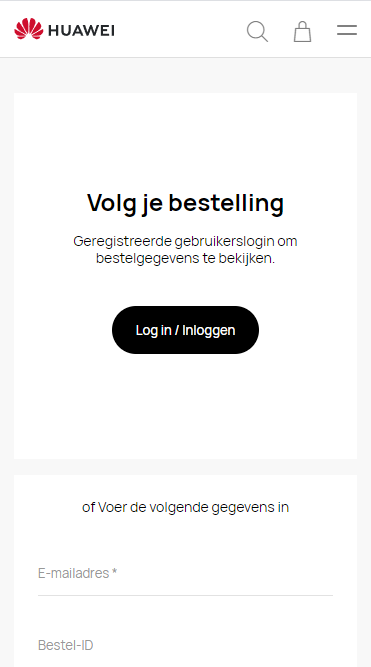 HUAWEI
Volg je bestelling
Geregistreerde gebruikerslogin om
bestelgegevens te bekijken.
Log in / Inloggen
of Voer de volgende gegevens in
E-mailadres *
Bestel-ID